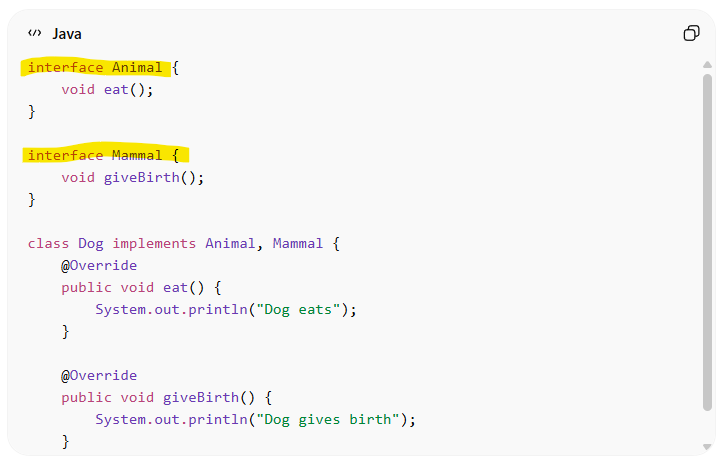 Java
interface Animal {
    void eat();
}

interface Mammal {
    void giveBirth();
}

class Dog implements Animal, Mammal {
    @Override
    public void eat() {
        System.out.println("Dog eats");
    }

    @Override
    public void giveBirth() {
        System.out.println("Dog gives birth");
    }